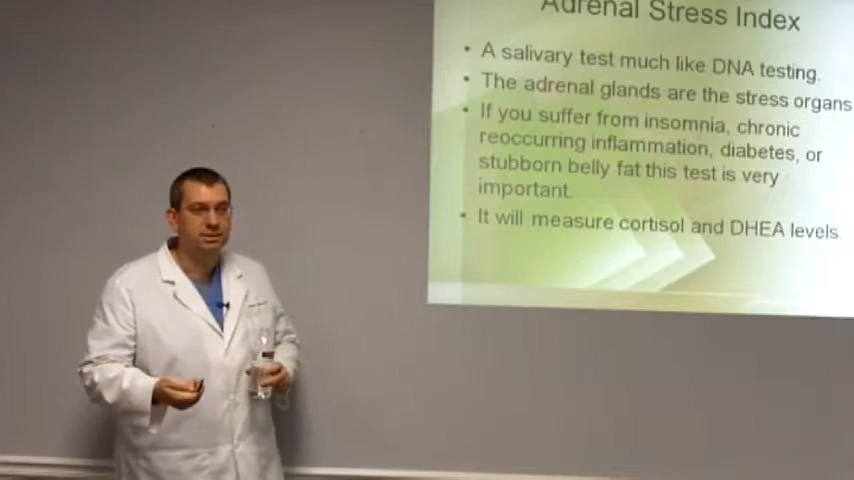 Adrenal Stress Index
• A salivary test much like DNA testing.
• The adrenal glands are the stress organs
• If you suffer from insomnia, chronic
reoccurring inflammation, diabetes, or
stubborn belly fat this test is very
important.
• It will measure cortisol and DHEA levels